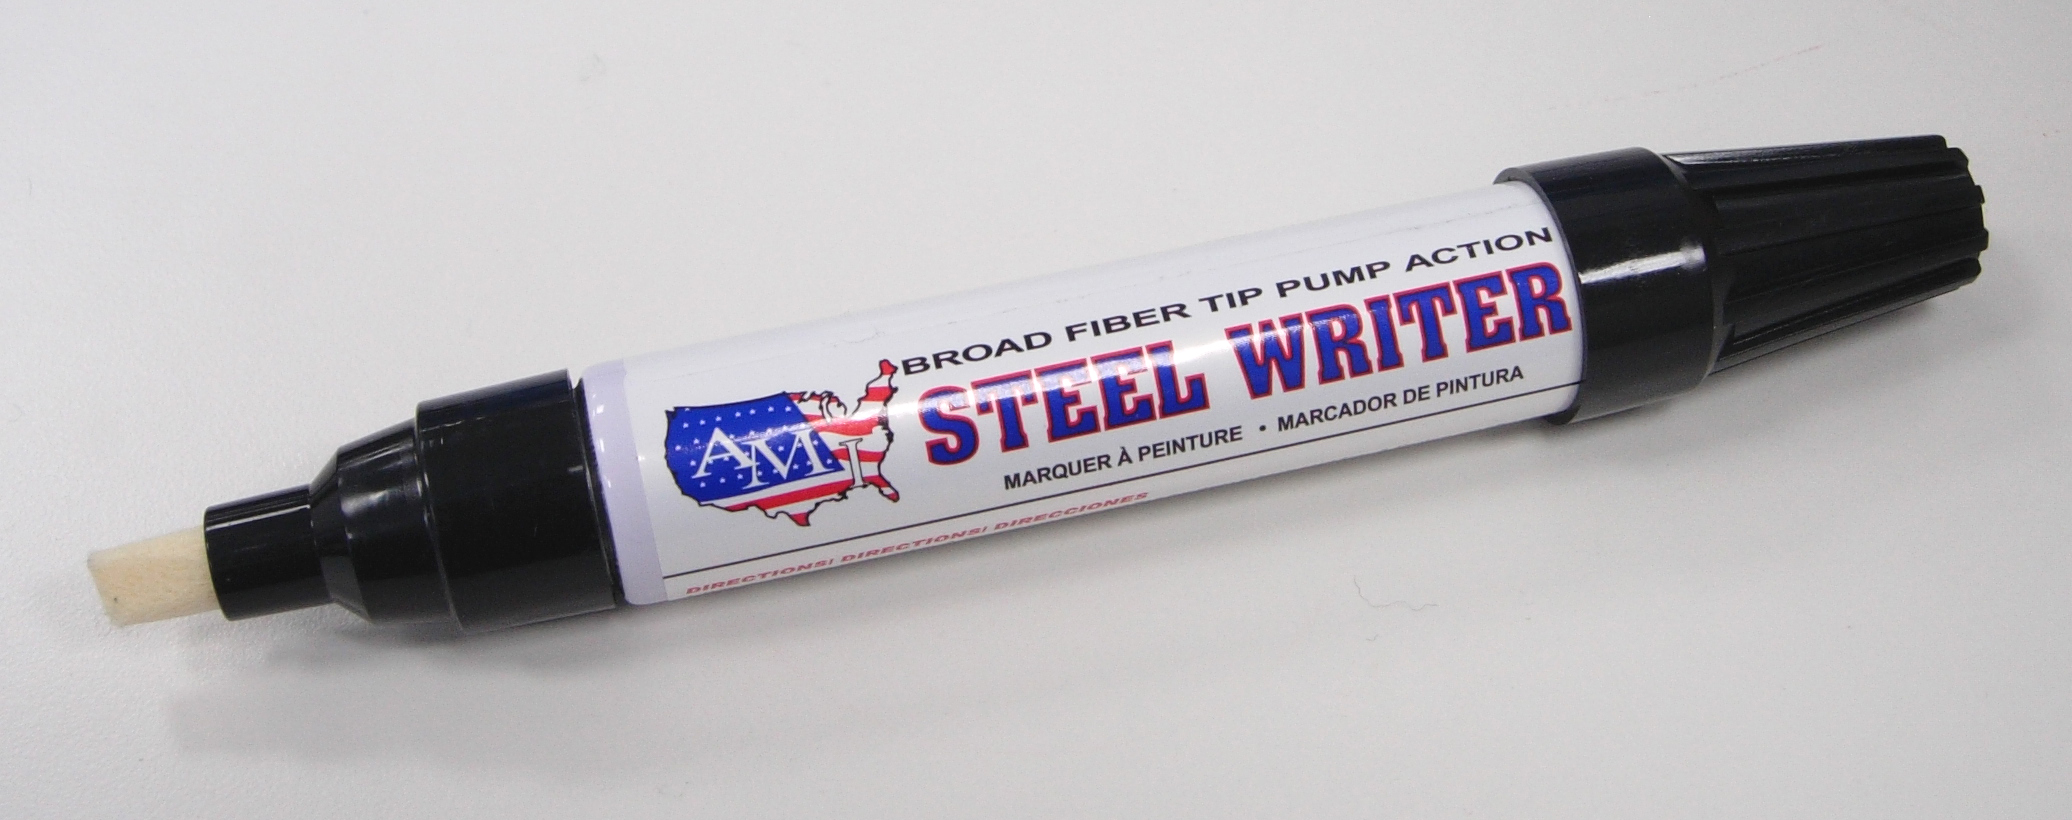 BROAD FIBER TIP PUMP ACTION
AMI
STEEL WRITER
MARQUER À PEINTURE • MARCADOR DE PINTURA
DIRECTIONS/ DIRECTIONS/ DIRECCIONES